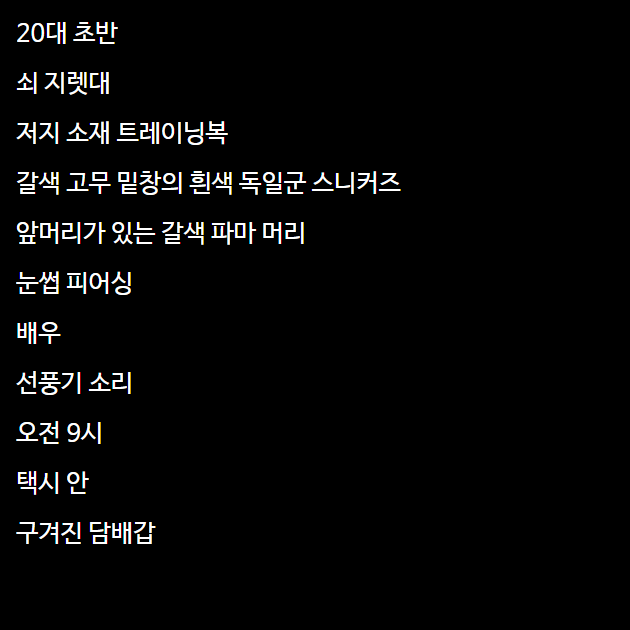 20대 초반
쇠 지렛대
저지 소재 트레이닝복
갈색 고무 밑창의 흰색 독일군 스니커즈
앞머리가 있는 갈색 파마 머리
눈썹 피어싱
배우
선풍기 소리
오전 9시
택시 안
구겨진 담배갑